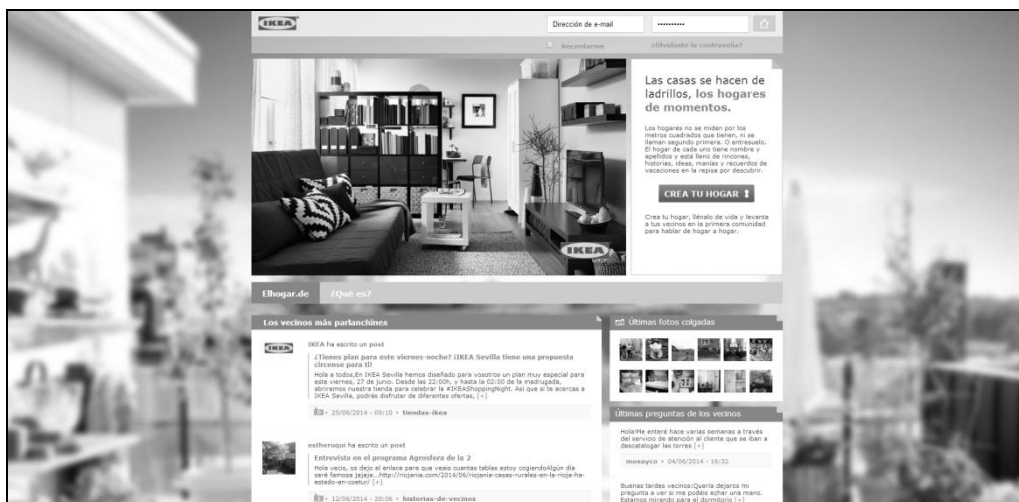 IKEA
Dirección de e-mail
Recordarme
¿Olvidaste la contraseña?
Las casas se hacen de
ladrillos, los hogares
de momentos.
Los hogares no se miden por los
metros cuadrados que tienen, ni se
llaman segundo primera. O entresuelo.
El hogar de cada uno tiene nombre y
apellidos y está lleno de rincones,
historias, ideas, manías y recuerdos de
vacaciones en la repisa por descubrir.
CREA TU HOGAR
Crea tu hogar, llénalo de vida y levanta
a tus vecinos en la primera comunidad
para hablar de hogar a hogar.
IKEA
Elhogar.de
¿Qué es?
Los vecinos más parlanchines
IKEA
IKEA ha escrito un post
¿Tienes plan para este viernes-noche? ¡IKEA Sevilla tiene una propuesta
circense para ti!
Hola a todos,En IKEA Sevilla hemos diseñado para vosotros un plan muy especial para
este viernes, 27 de junio. Desde las 22:00h, y hasta la 02:00 de la madrugada,
abriremos nuestra tienda para celebrar la #IKEAShoppingNight. Así que si te acercas a
IKEA Sevilla, podrás disfrutar de diferentes ofertas, [+]
25/06/2014 - 09:10 • tiendas-ikea
estheruqui ha escrito un post
Entrevista en el programa Agrosfera de la 2
Hola vecis, os dejo el enlace para que veais cuantas tablas estoy cogiendoAlgún día
seré famosa jajaja...http://riojania.com/2014/06/riojania-casas-rurales-en-la-rioja-ha-
estado-en-coetur/ [+]
12/06/2014 - 20:06 • historias-de-vecinos
Últimas fotos colgadas
Últimas preguntas de los vecinos
Hola!Me enteré hace varias semanas a través
del servicio de atención al cliente que se iban a
descatalogar las torres [+]
mosayco • 04/06/2014 - 16:32
Buenas tardes vecinos:Quería dejaros mi
pregunta a ver si me podéis echar una mano.
Estamos mirando para el dormitorio [+]